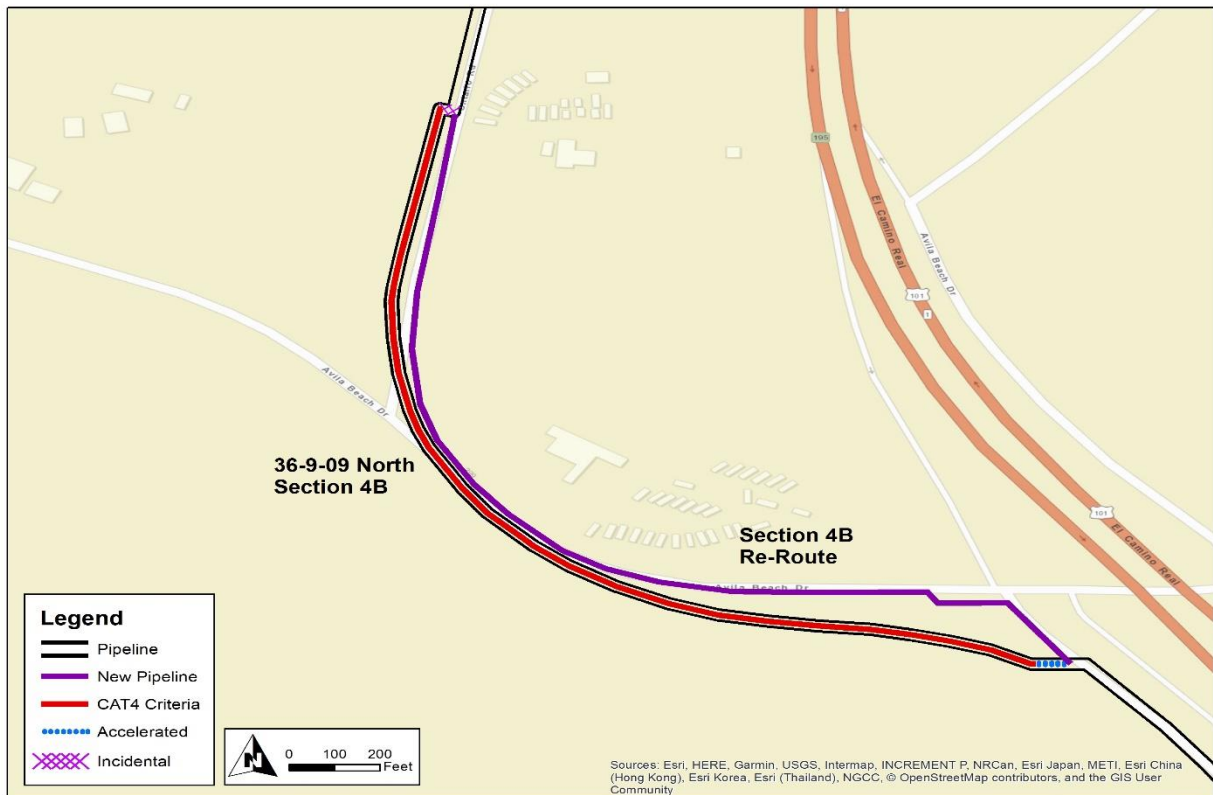 195
El Camino Real
Avila Beach Dr
101
1
Avila Beach Dr
36-9-09 North
Section 4B
Section 4B
Re-Route
101
El Camino Real
Avila Beach Dr
Legend
Pipeline
New Pipeline
CAT4 Criteria
Accelerated
Incidental
N
0 100 200
Feet
Sources: Esri, HERE, Garmin, USGS, Intermap, INCREMENT P, NRCan, Esri Japan, METI, Esri China
(Hong Kong), Esri Korea, Esri (Thailand), NGCC, © OpenStreetMap contributors, and the GIS User
Community